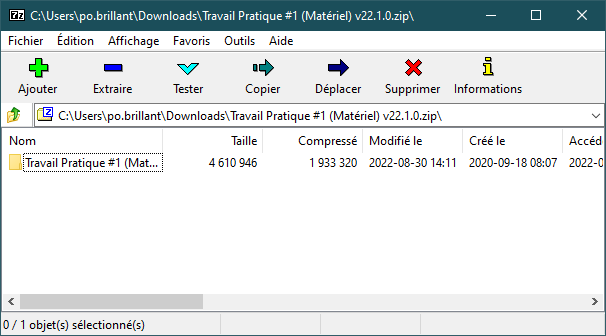 7z C:\Users\po.brillant\Downloads\Travail Pratique #1 (Matériel) v22.1.0.zip\
Fichier Édition Affichage Favoris Outils Aide
Ajouter Extraire Tester Copier Déplacer Supprimer Informations
C:\Users\po.brillant\Downloads\Travail Pratique #1 (Matériel) v22.1.0.zip\
Nom Taille Compressé Modifié le Créé le Accéd
Travail Pratique #1 (Mat... 4 610 946 1 933 320 2022-08-30 14:11 2020-09-18 08:07 2022-0
0 / 1 objet(s) sélectionné(s)